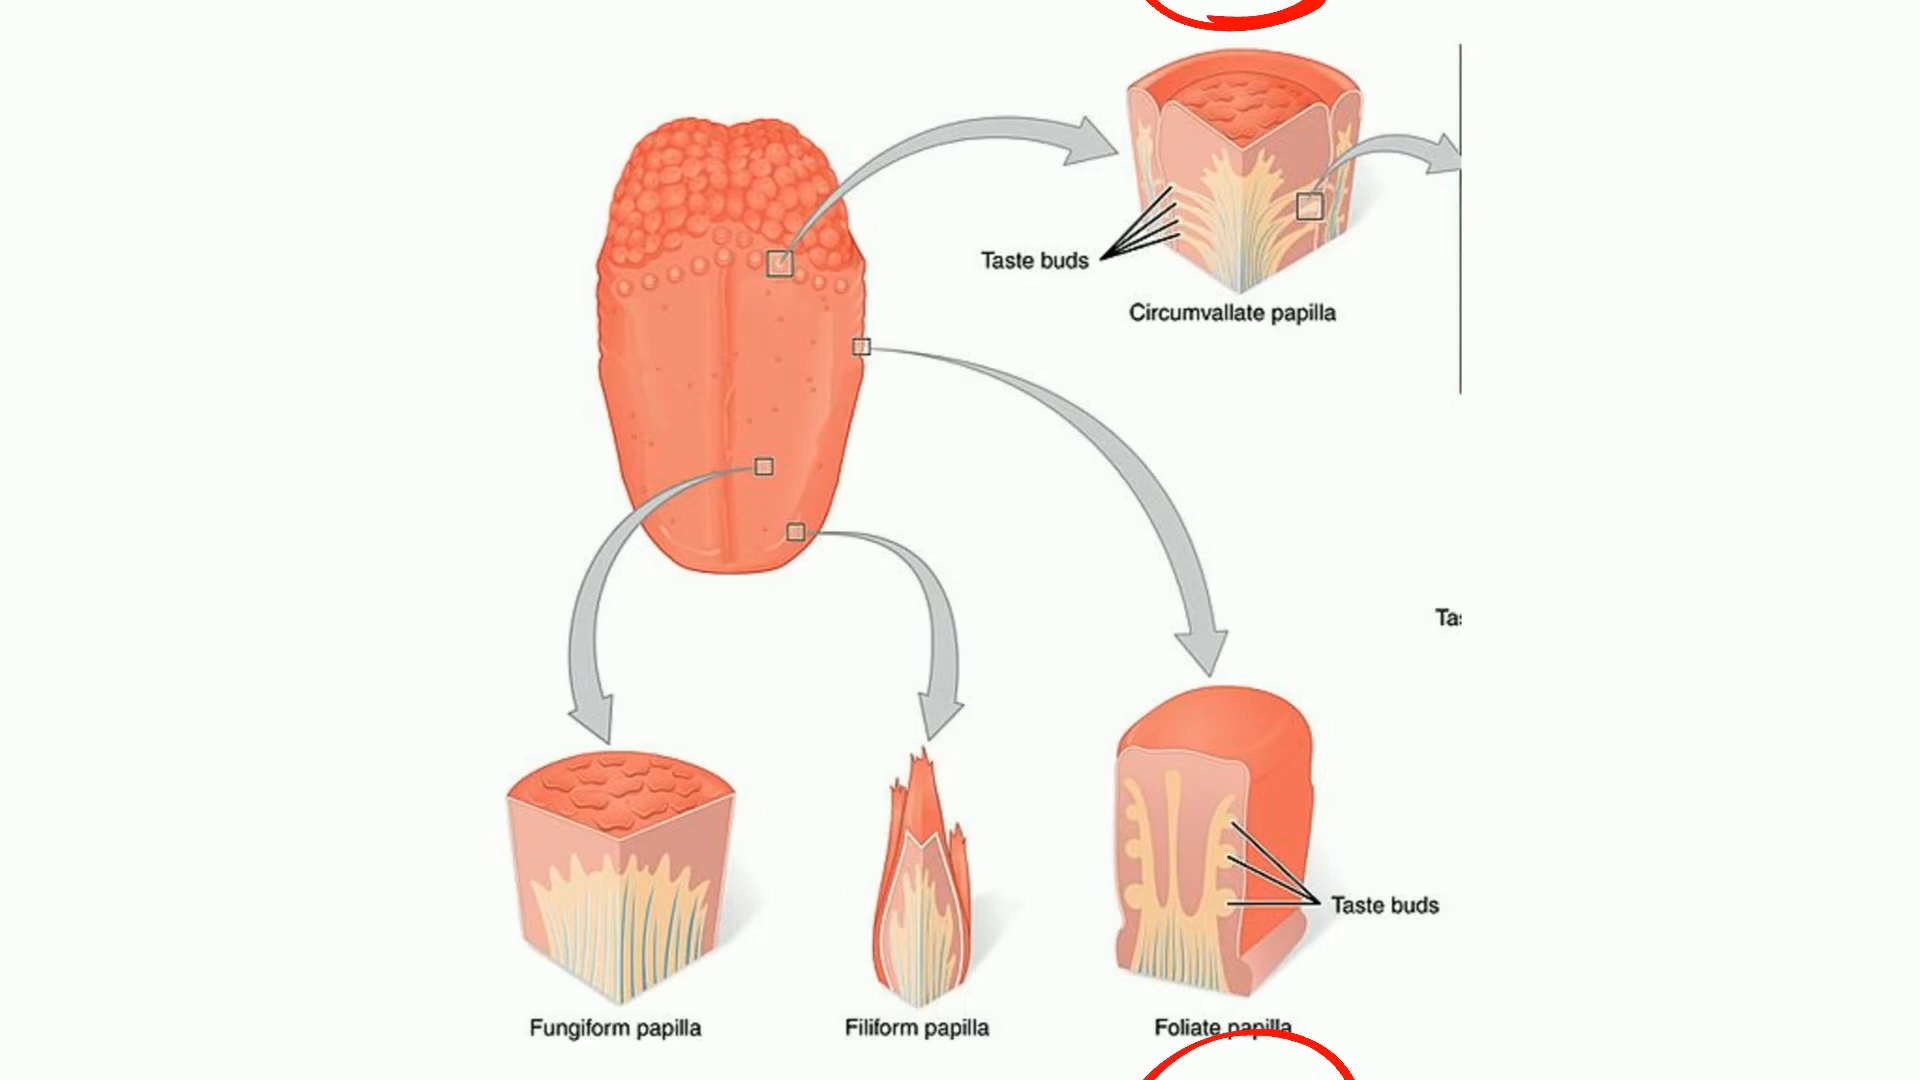 Taste buds
Circumvallate papilla
Taste buds
Fungiform papilla
Filiform papilla
Foliate papilla